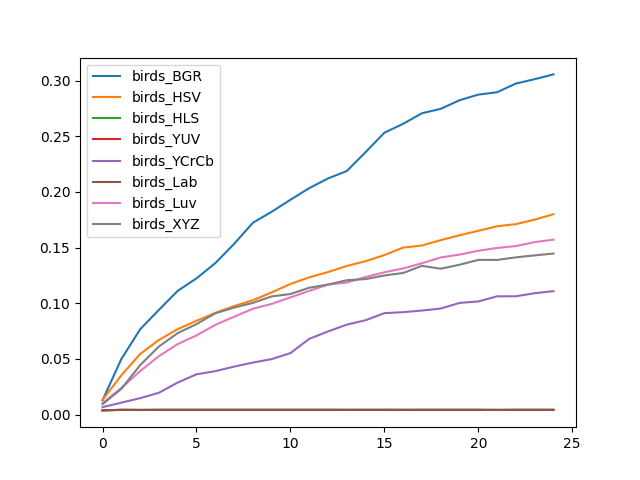 birds_BGR
birds_HSV
birds_HLS
birds_YUV
birds_YCrCb
birds_Lab
birds_Luv
birds_XYZ
0.30
0.25
0.20
0.15
0.10
0.05
0.00
0 5 10 15 20 25